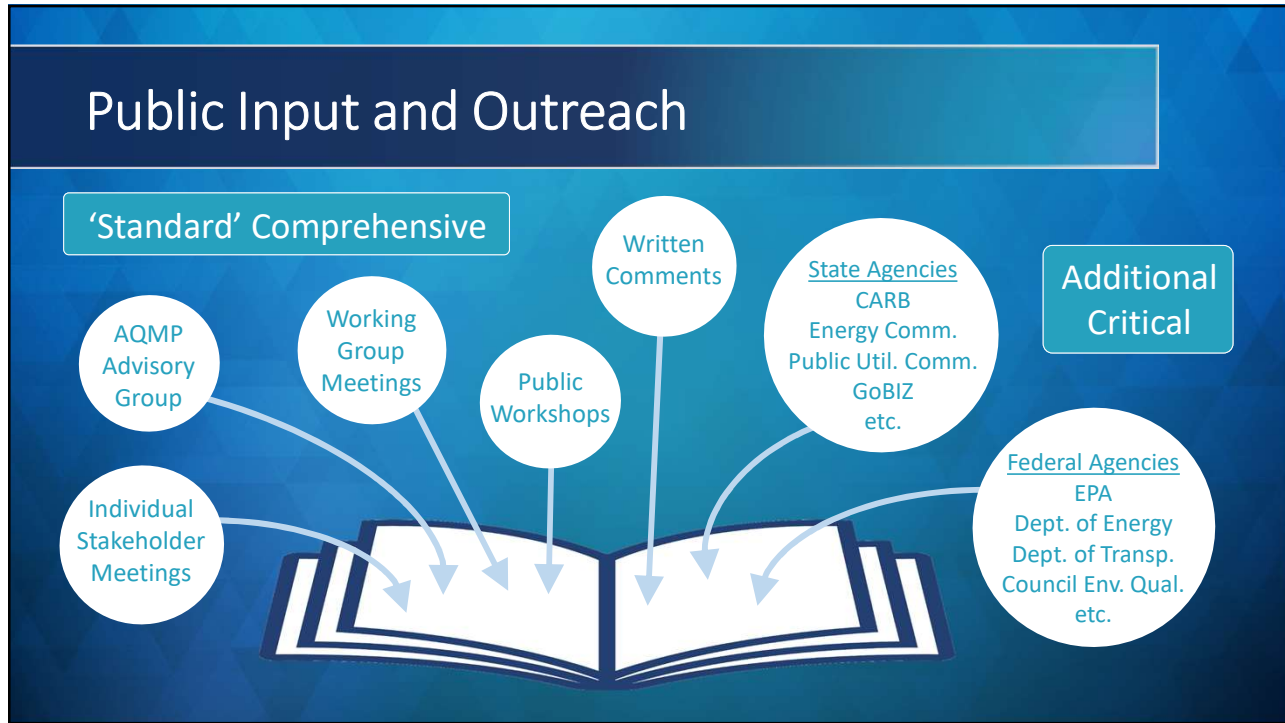 Public Input and Outreach
‘Standard’ Comprehensive
AQMP
Advisory
Group
Individual
Stakeholder
Meetings
Working
Group
Meetings
Public
Workshops
Written
Comments
State Agencies
CARB
Energy Comm.
Public Util. Comm.
GoBIZ
etc.
Additional
Critical
Federal Agencies
EPA
Dept. of Energy
Dept. of Transp.
Council Env. Qual.
etc.